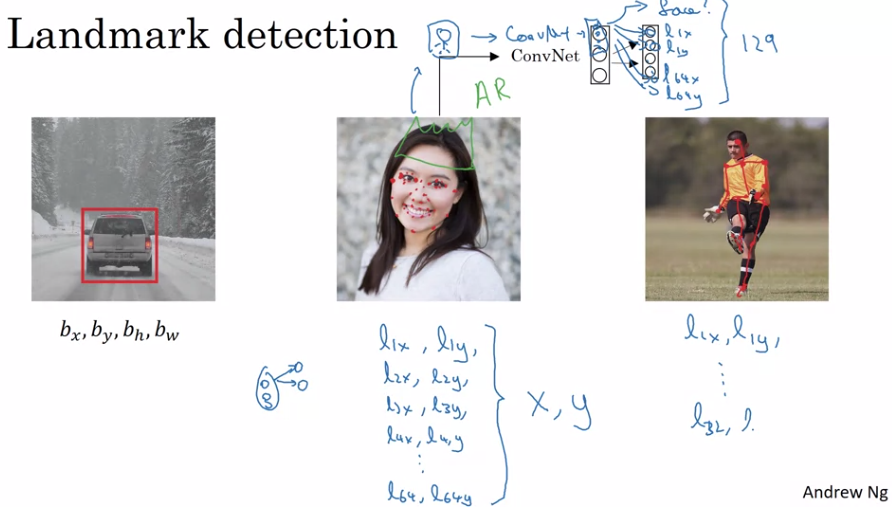 Landmark detection
ConvNet
face?
l1x
l1y
l64x
l64y
129
ConvNet
AR
bx, by, bh, bw
l1x, l1y,
l2x, l2y,
l3x, l3y,
l4x, l4y
⋮
l64, l64y
x, y
l1x, l1y,
⋮
l32, l
Andrew Ng